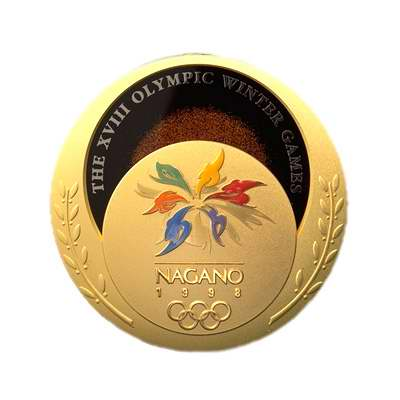 THE XVIII OLYMPIC WINTER GAMES
NAGANO
1998